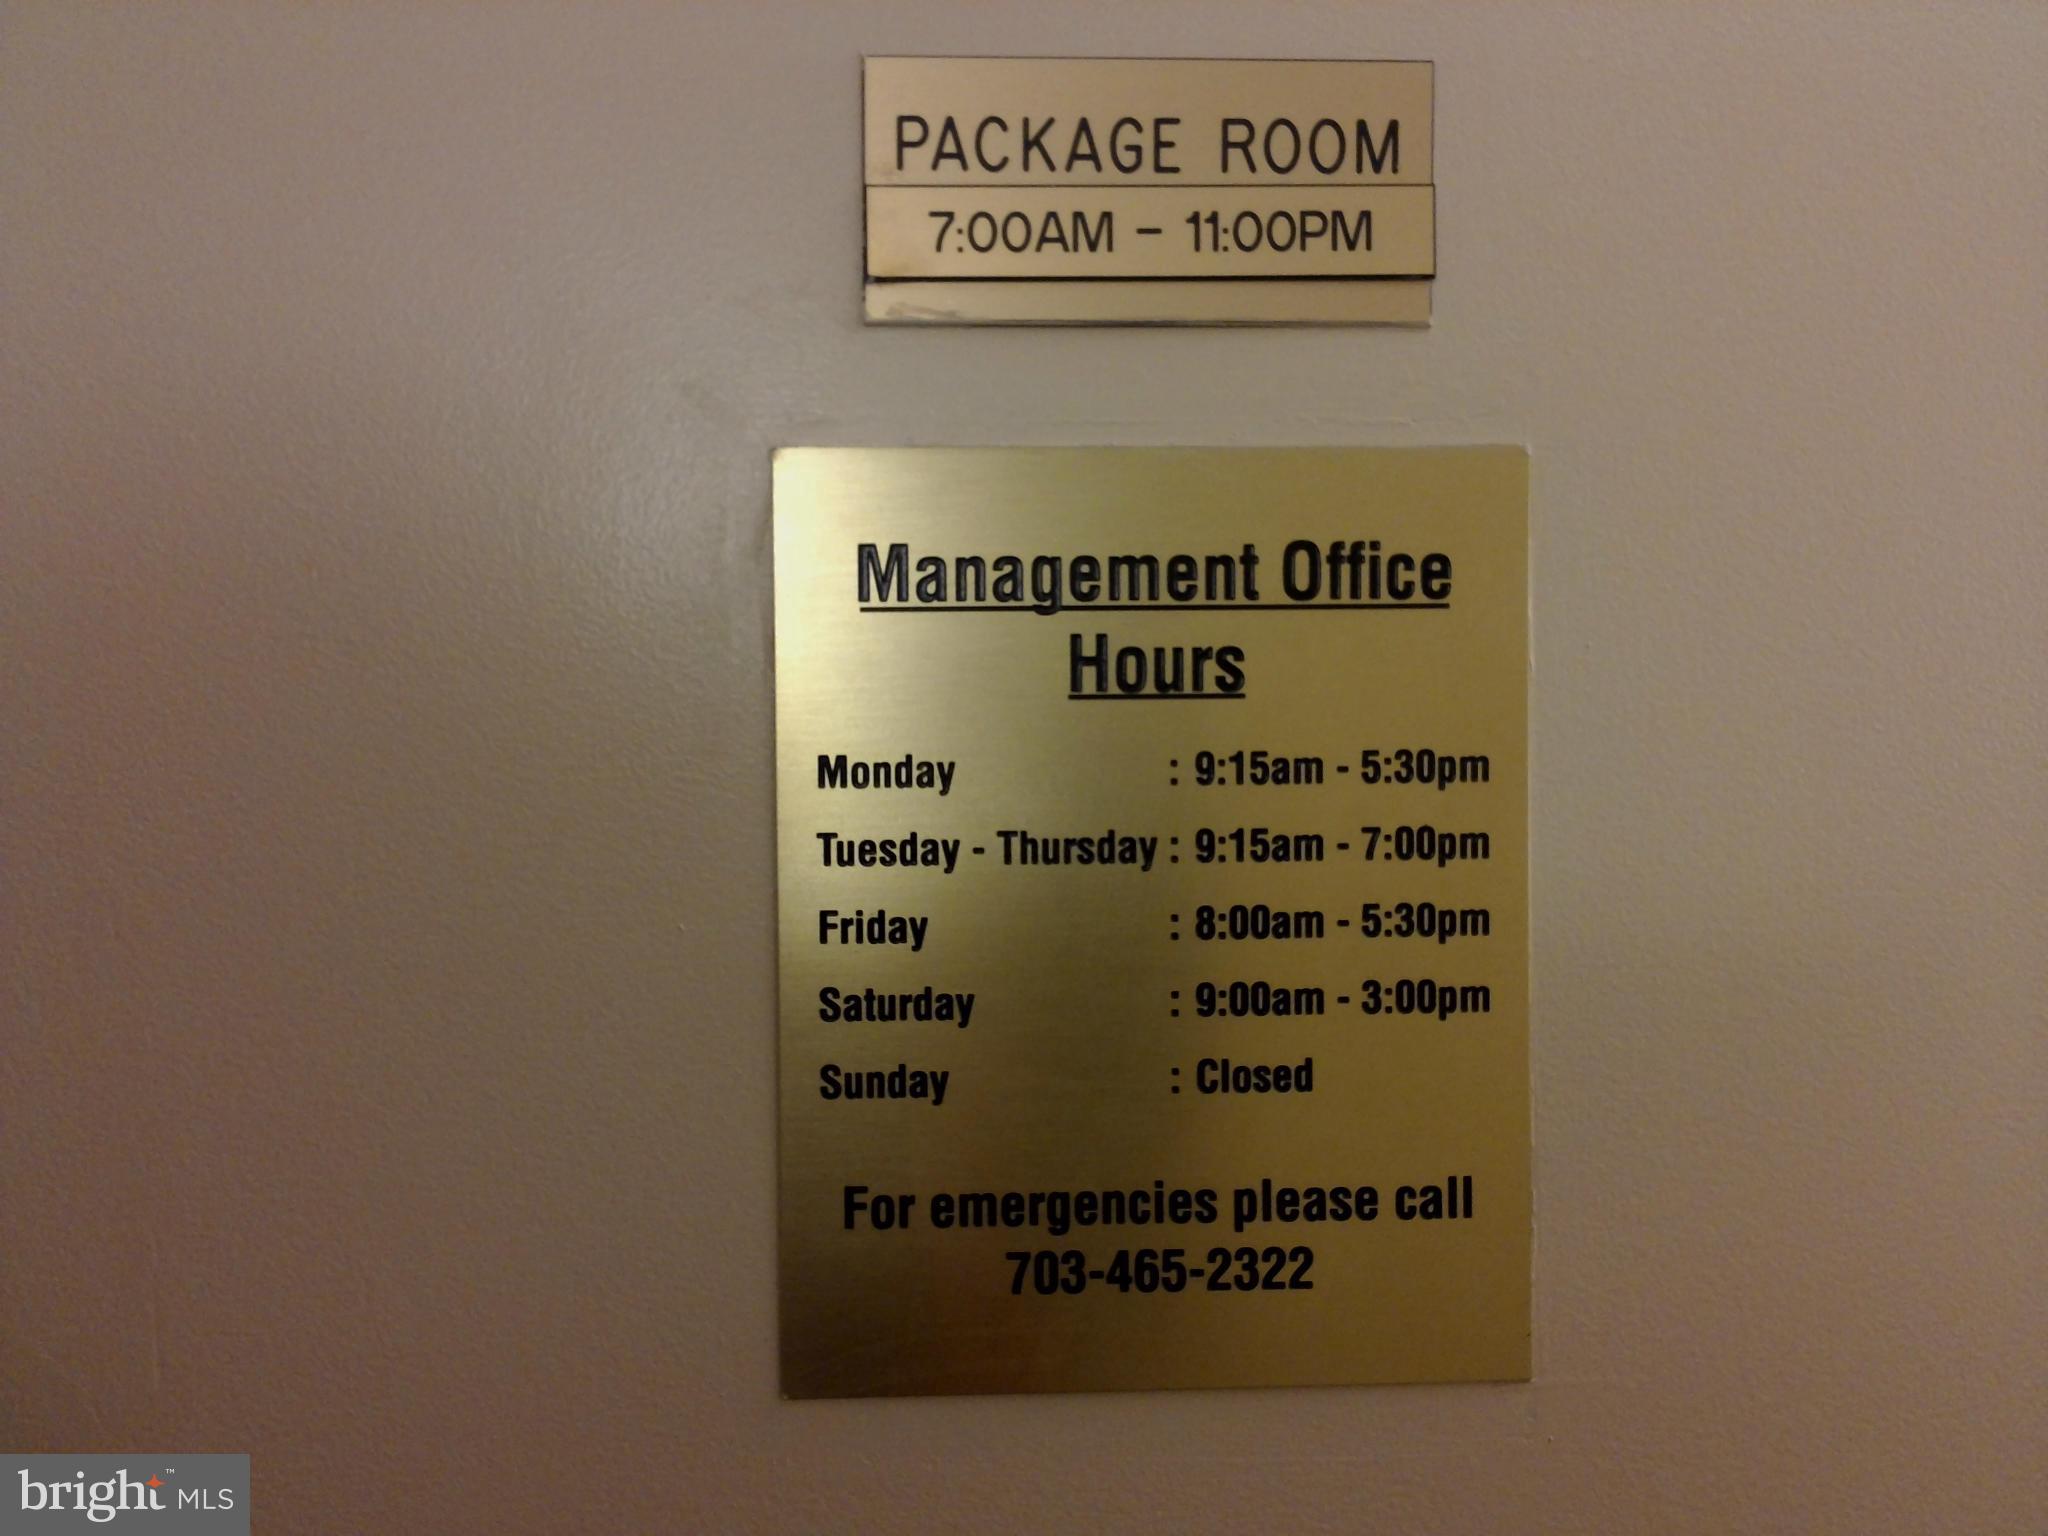 PACKAGE ROOM
7:00AM - 11:00PM
Management Office
Hours
Monday : 9:15am - 5:30pm
Tuesday - Thursday : 9:15am - 7:00pm
Friday : 8:00am - 5:30pm
Saturday : 9:00am - 3:00pm
Sunday : Closed
For emergencies please call
703-465-2322
bright™ MLS